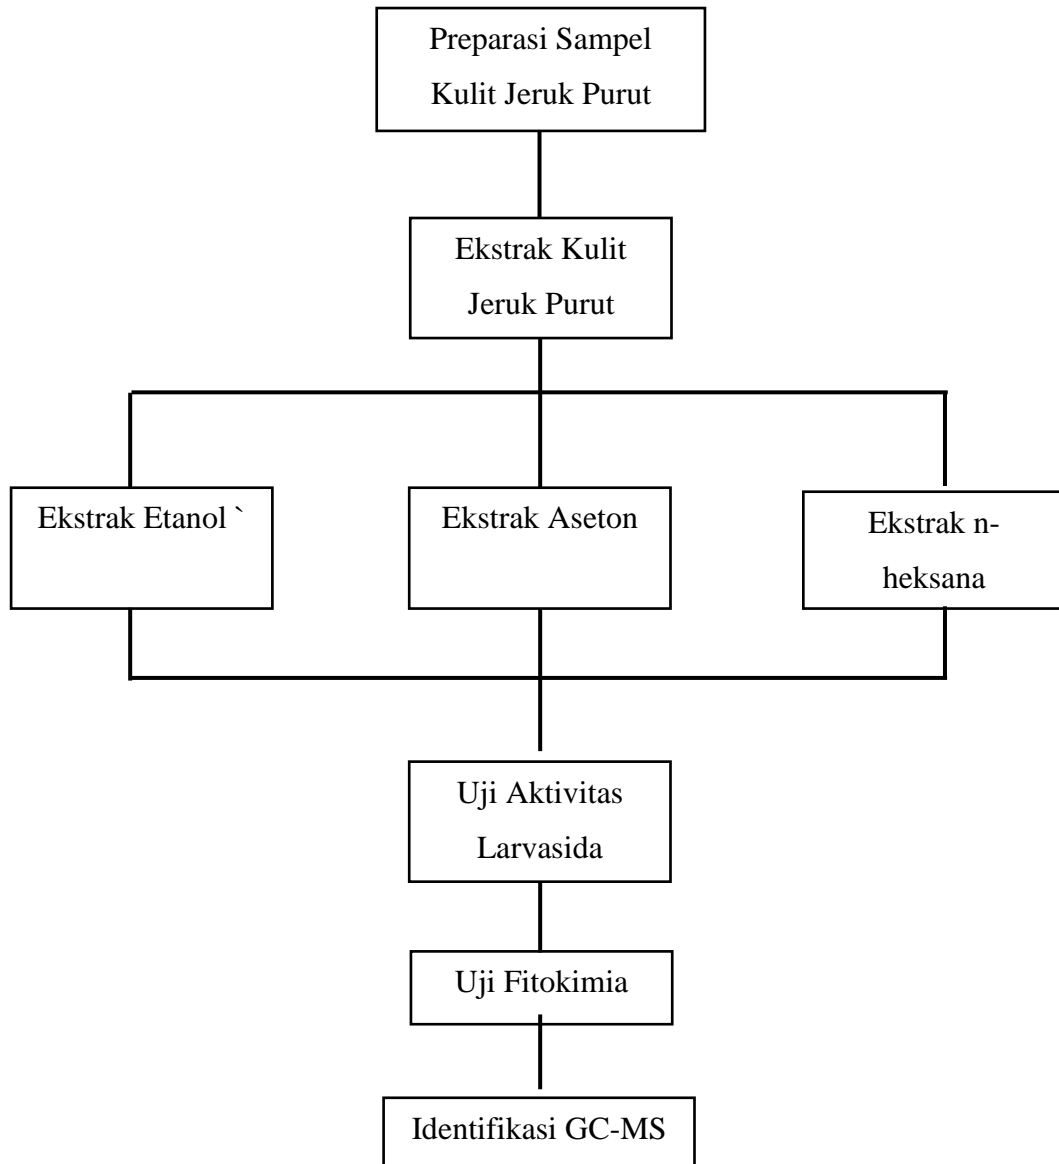 Preparasi Sampel
Kulit Jeruk Purut
Ekstrak Kulit
Jeruk Purut
Ekstrak Etanol `
Ekstrak Aseton
Ekstrak n-
heksana
Uji Aktivitas
Larvasida
Uji Fitokimia
Identifikasi GC-MS